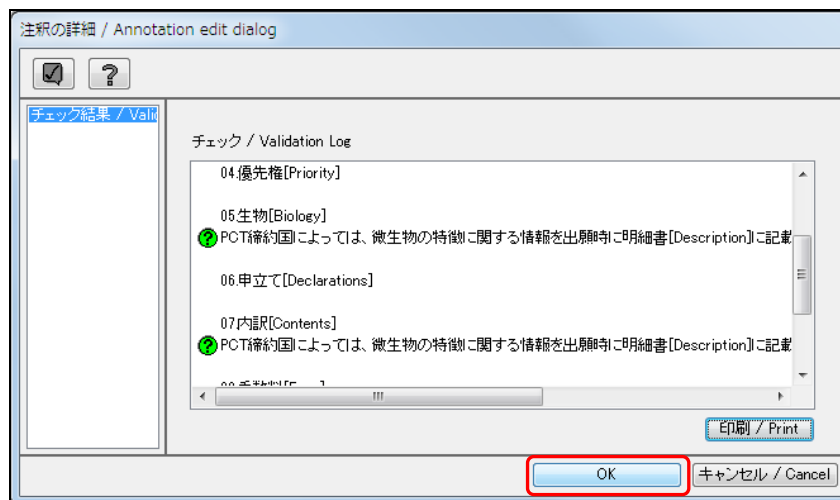 注釈の詳細 / Annotation edit dialog
チェック結果 / Valid
チェック / Validation Log
04.優先権[Priority]
05.生物[Biology]
PCT締約国によっては、微生物の特徴に関する情報を出願時に明細書[Description]に記載
06.申立て[Declarations]
07.内訳[Contents]
PCT締約国によっては、微生物の特徴に関する情報を出願時に明細書[Description]に記載
印刷 / Print
OK
キャンセル / Cancel